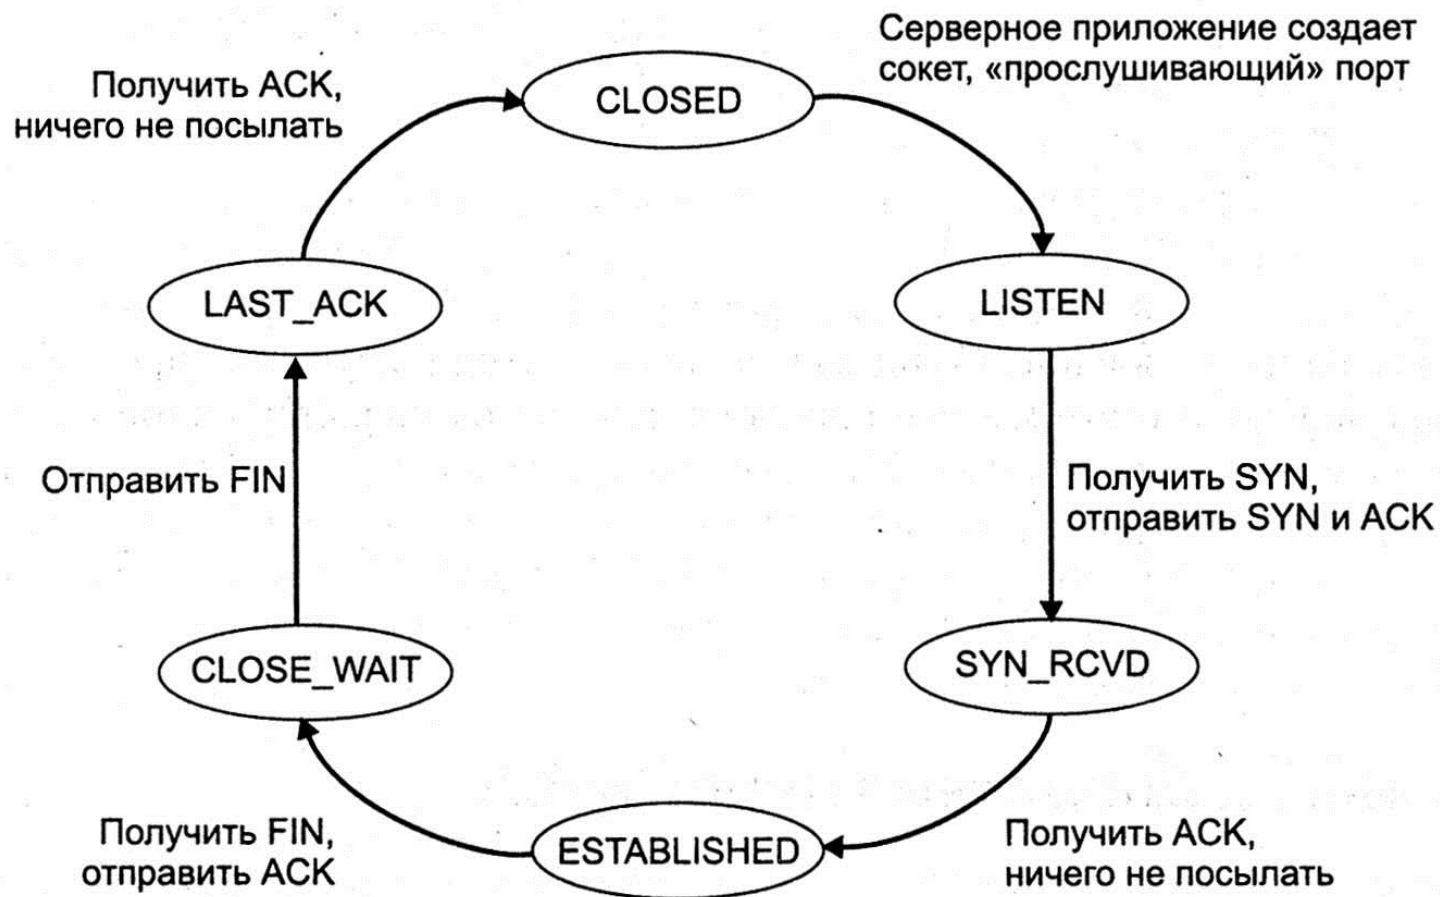 Серверное приложение создает
сокет, «прослушивающий» порт
Получить ACK,
ничего не посылать
CLOSED
LAST_ACK
LISTEN
Отправить FIN
Получить SYN,
отправить SYN и ACK
CLOSE_WAIT
SYN_RCVD
Получить FIN,
отправить ACK
ESTABLISHED
Получить ACK,
ничего не посылать